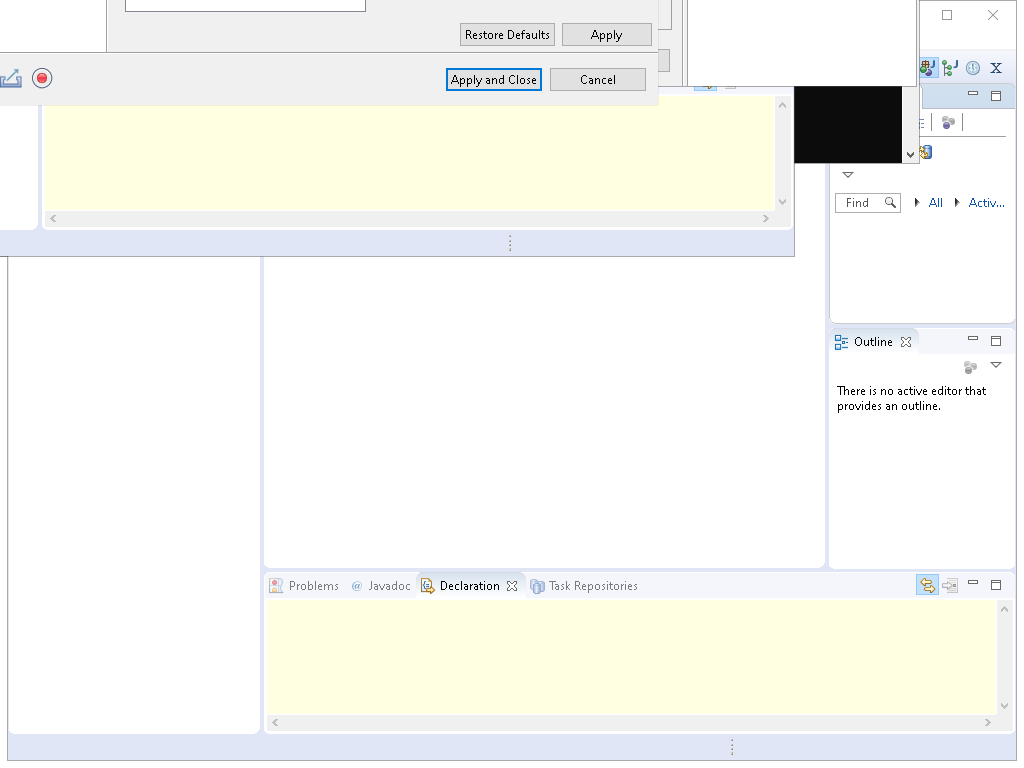 Restore Defaults Apply
Apply and Close Cancel
X
Find All Activ...
Outline
There is no active editor that
provides an outline.
Problems @ Javadoc Declaration Task Repositories